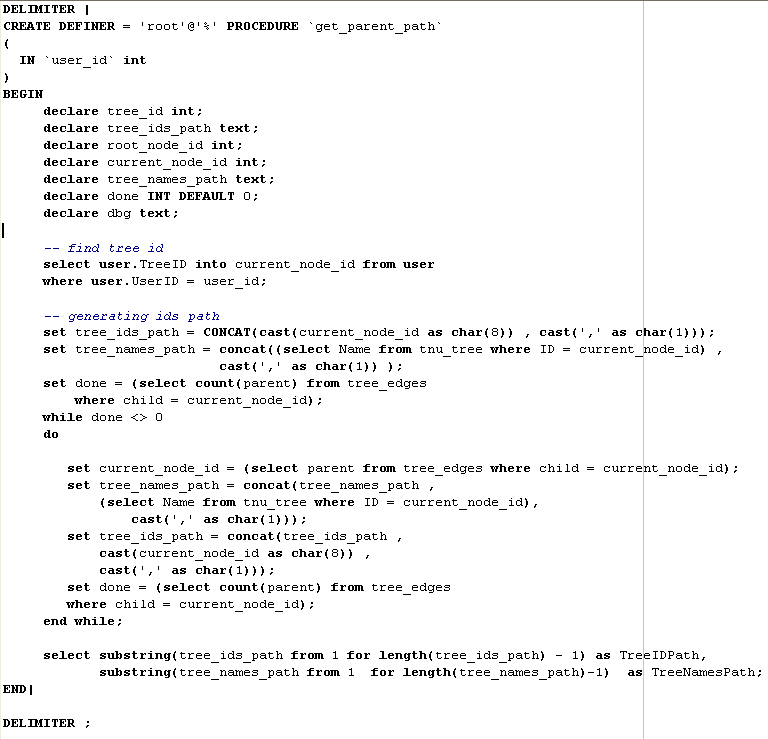 DELIMITER |
CREATE DEFINER = 'root'@'%' PROCEDURE `get_parent_path`
(
  IN `user_id` int
)
BEGIN
     declare tree_id int;
     declare tree_ids_path text;
     declare root_node_id int;
     declare current_node_id int;
     declare tree_names_path text;
     declare done INT DEFAULT 0;
     declare dbg text;
     -- find tree id
     select user.TreeID into current_node_id from user
     where user.UserID = user_id;
     -- generating ids path
     set tree_ids_path = CONCAT(cast(current_node_id as char(8)) , cast(',' as char(1)));
     set tree_names_path = concat((select Name from tnu_tree where ID = current_node_id) ,
                            cast(',' as char(1)) );
     set done = (select count(parent) from tree_edges
         where child = current_node_id);
     while done <> 0
     do
        set current_node_id = (select parent from tree_edges where child = current_node_id);
        set tree_names_path = concat(tree_names_path ,
            (select Name from tnu_tree where ID = current_node_id),
                cast(',' as char(1)));
        set tree_ids_path = concat(tree_ids_path ,
            cast(current_node_id as char(8)) ,
            cast(',' as char(1)));
        set done = (select count(parent) from tree_edges
        where child = current_node_id);
     end while;
     select substring(tree_ids_path from 1 for length(tree_ids_path) - 1) as TreeIDPath,
            substring(tree_names_path from 1  for length(tree_names_path)-1)  as TreeNamesPath;
END|
DELIMITER ;